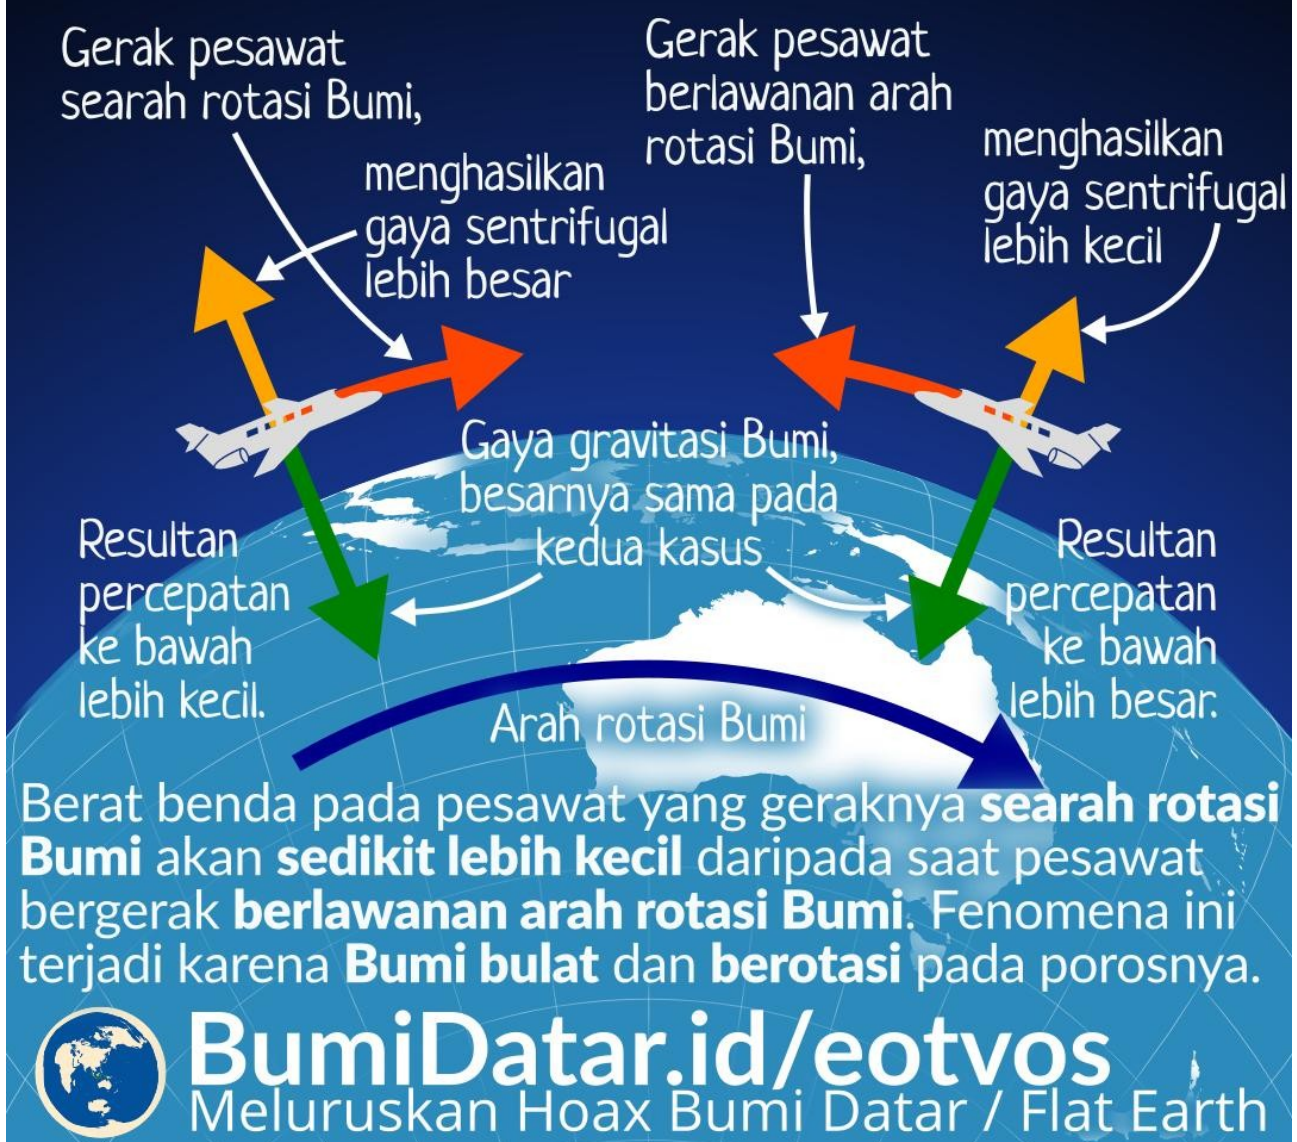 Gerak pesawat
searah rotasi Bumi,
menghasilkan
gaya sentrifugal
lebih besar
Gerak pesawat
berlawanan arah
rotasi Bumi,
menghasilkan
gaya sentrifugal
lebih kecil
Gaya gravitasi Bumi,
besarnya sama pada
kedua kasus
Resultan
percepatan
ke bawah
lebih kecil.
Resultan
percepatan
ke bawah
lebih besar.
Arah rotasi Bumi
Berat benda pada pesawat yang geraknya searah rotasi
Bumi akan sedikit lebih kecil daripada saat pesawat
bergerak berlawanan arah rotasi Bumi. Fenomena ini
terjadi karena Bumi bulat dan berotasi pada porosnya.
BumiDatar.id/eotvos
Meluruskan Hoax Bumi Datar / Flat Earth